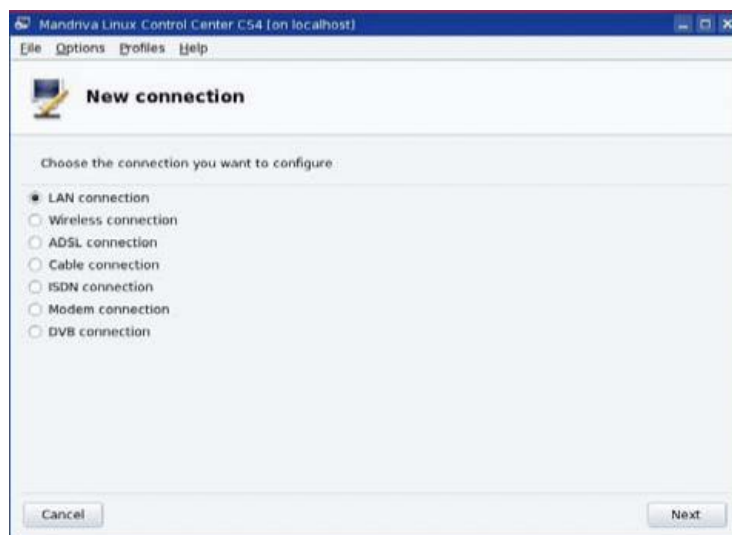 Mandriva Linux Control Center CS4 [on localhost]
File Options Profiles Help
New connection
Choose the connection you want to configure
LAN connection
Wireless connection
ADSL connection
Cable connection
ISDN connection
Modem connection
DVB connection
Cancel Next